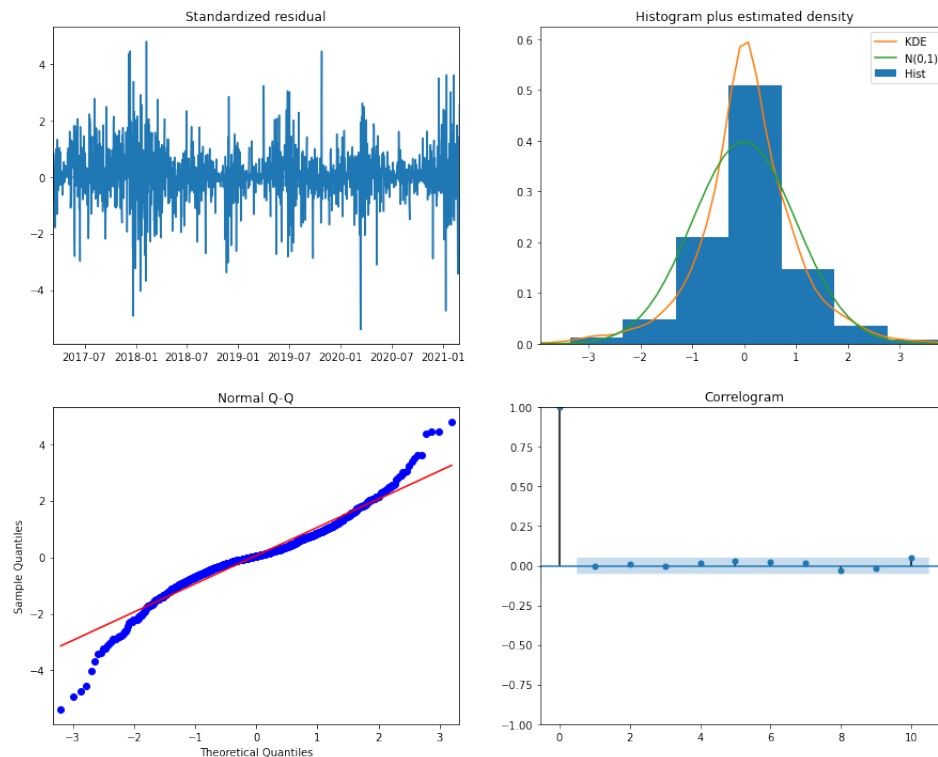 Standardized residual
4
2
0
−2
−4
2017-07 2018-01 2018-07 2019-01 2019-07 2020-01 2020-07 2021-01
Histogram plus estimated density
KDE
N(0,1)
Hist
0.6
0.5
0.4
0.3
0.2
0.1
0.0
−3 −2 −1 0 1 2 3
Normal Q-Q
Sample Quantiles
4
2
0
−2
−4
−3 −2 −1 0 1 2 3
Theoretical Quantiles
Correlogram
1.00
0.75
0.50
0.25
0.00
−0.25
−0.50
−0.75
−1.00
0 2 4 6 8 10